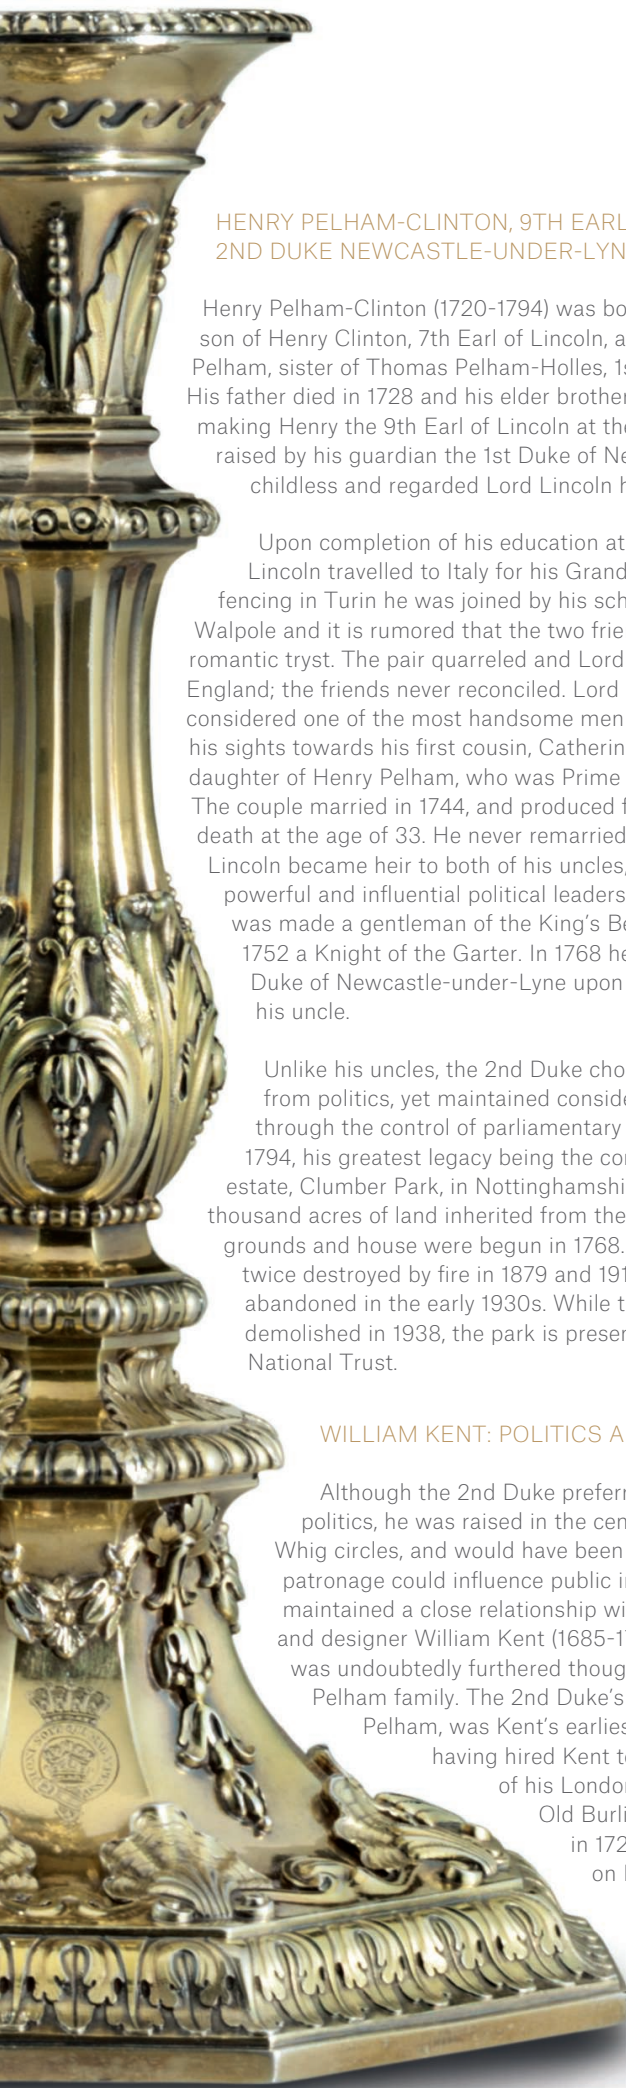 HENRY PELHAM-CLINTON, 9TH EARL
2ND DUKE NEWCASTLE-UNDER-LYN
Henry Pelham-Clinton (1720-1794) was bo
son of Henry Clinton, 7th Earl of Lincoln, a
Pelham, sister of Thomas Pelham-Holles, 1s
His father died in 1728 and his elder brother
making Henry the 9th Earl of Lincoln at the
raised by his guardian the 1st Duke of Ne
childless and regarded Lord Lincoln h
Upon completion of his education at
Lincoln travelled to Italy for his Grand
fencing in Turin he was joined by his sch
Walpole and it is rumored that the two frie
romantic tryst. The pair quarreled and Lord
England; the friends never reconciled. Lord
considered one of the most handsome men
his sights towards his first cousin, Catherin
daughter of Henry Pelham, who was Prime
The couple married in 1744, and produced f
death at the age of 33. He never remarried
Lincoln became heir to both of his uncles,
powerful and influential political leaders
was made a gentleman of the King's Be
1752 a Knight of the Garter. In 1768 he
Duke of Newcastle-under-Lyne upon
his uncle.
Unlike his uncles, the 2nd Duke cho
from politics, yet maintained conside
through the control of parliamentary
1794, his greatest legacy being the con
estate, Clumber Park, in Nottinghamshi
thousand acres of land inherited from the
grounds and house were begun in 1768.
twice destroyed by fire in 1879 and 191
abandoned in the early 1930s. While t
demolished in 1938, the park is preser
National Trust.
WILLIAM KENT: POLITICS A
Although the 2nd Duke preferr
politics, he was raised in the cen
Whig circles, and would have been
patronage could influence public i
maintained a close relationship wi
and designer William Kent (1685-17
was undoubtedly furthered thoug
Pelham family. The 2nd Duke's
Pelham, was Kent's earlies
having hired Kent to
of his London
Old Burli
in 172
on